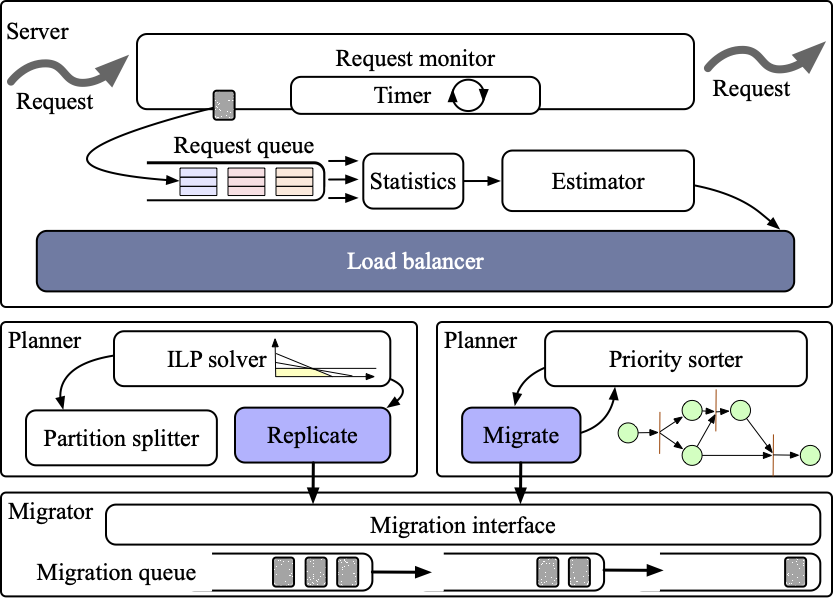 Server
Request monitor
Request
Timer
Request
Request queue
Statistics
Estimator
Load balancer
Planner
ILP solver
Partition splitter
Replicate
Planner
Priority sorter
Migrate
Migrator
Migration interface
Migration queue